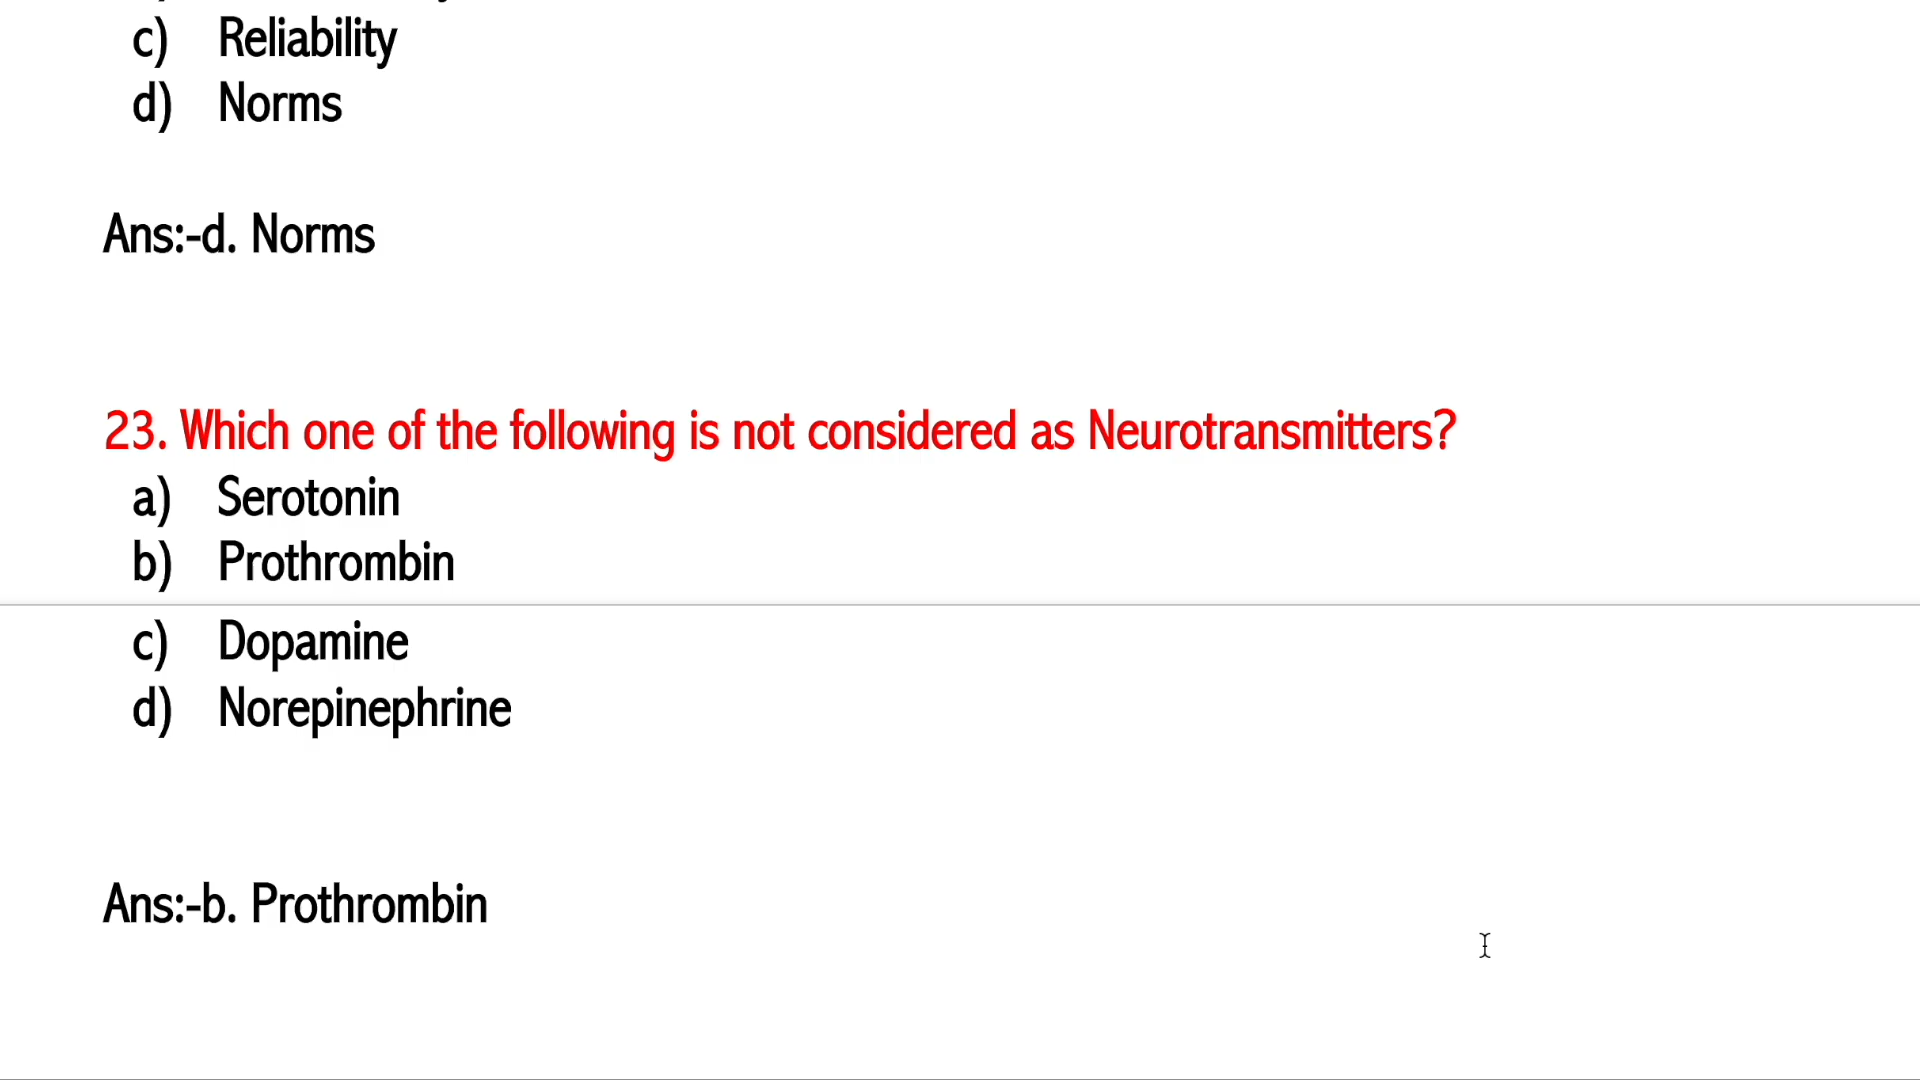 c) Reliability
d) Norms
Ans:-d. Norms
23. Which one of the following is not considered as Neurotransmitters?
a) Serotonin
b) Prothrombin
c) Dopamine
d) Norepinephrine
Ans:-b. Prothrombin